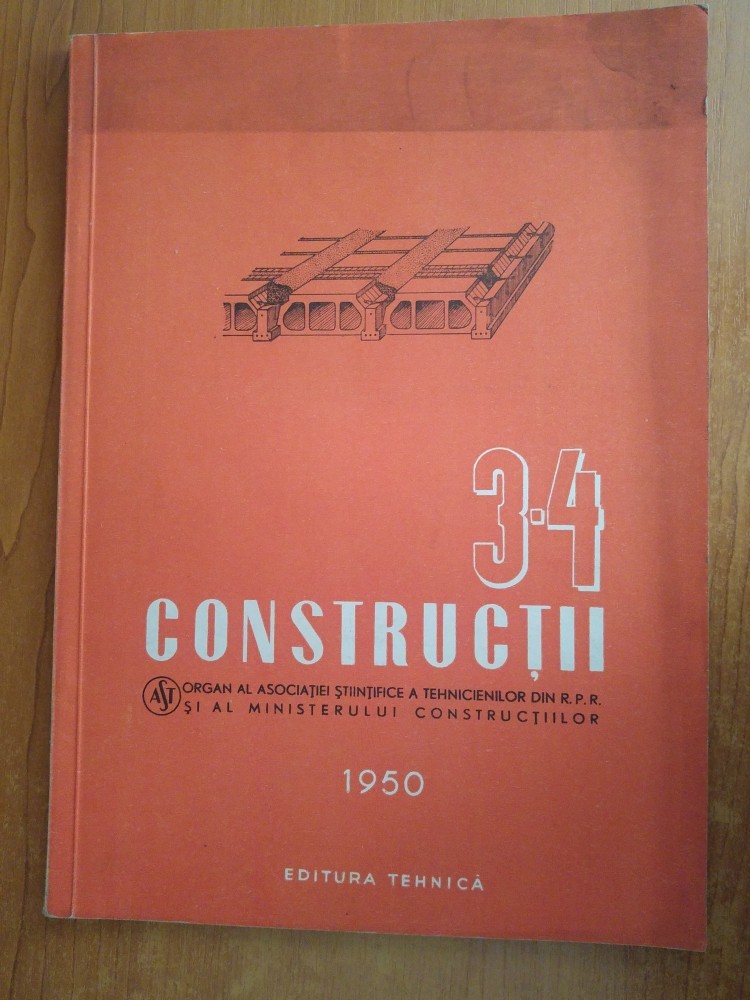 3-4
CONSTRUCȚII
AST ORGAN AL ASOCIAȚIEI ȘTIINȚIFICE A TEHNICIENILOR DIN R.P.R.
ȘI AL MINISTERULUI CONSTRUCȚIILOR
1950
EDITURA TEHNICĂ